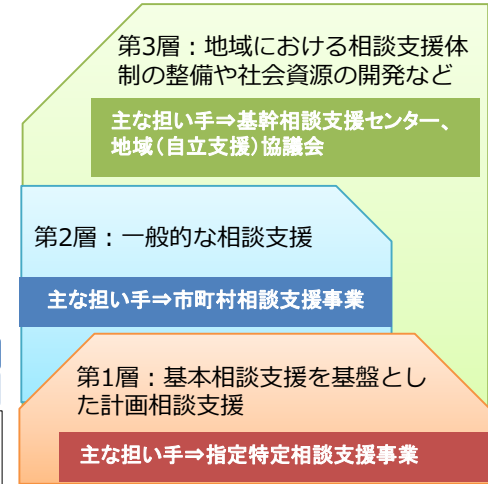 第3層：地域における相談支援体
制の整備や社会資源の開発など
主な担い手⇒基幹相談支援センター、
地域（自立支援）協議会
第2層：一般的な相談支援
主な担い手⇒市町村相談支援事業
第1層：基本相談支援を基盤とし
た計画相談支援
主な担い手⇒指定特定相談支援事業